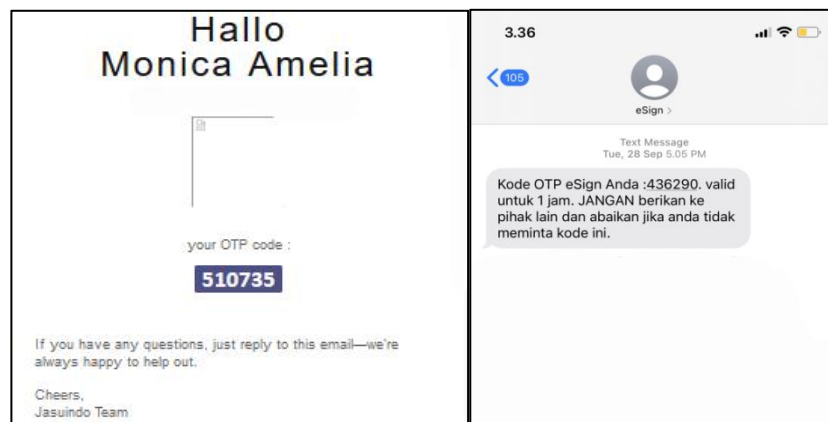 Hallo
Monica Amelia
your OTP code :
510735
If you have any questions, just reply to this email—we're
always happy to help out.
Cheers,
Jasuindo Team
3.36
105
eSign >
Text Message
Tue, 28 Sep 5.05 PM
Kode OTP eSign Anda :436290. valid
untuk 1 jam. JANGAN berikan ke
pihak lain dan abaikan jika anda tidak
meminta kode ini.